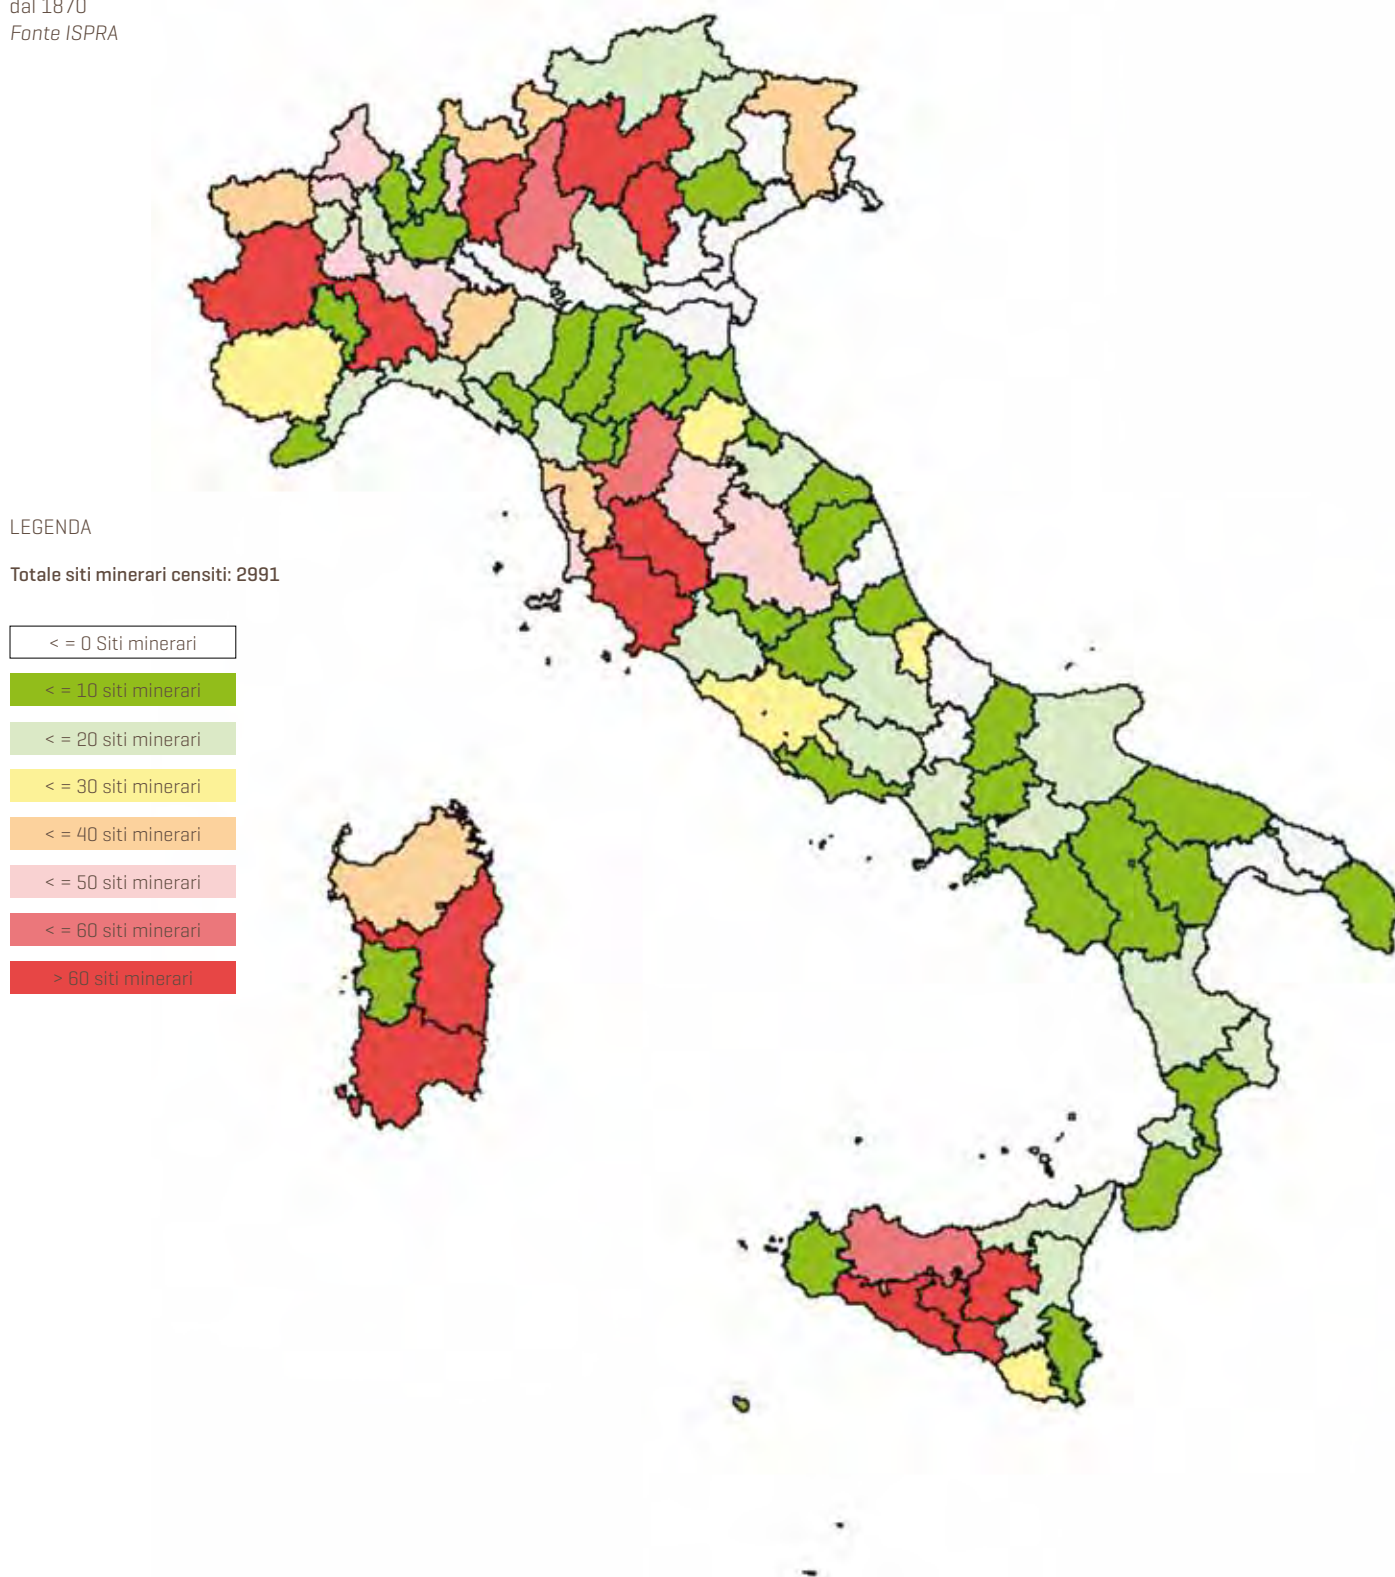 dal 1870
Fonte ISPRA
LEGENDA
Totale siti minerari censiti: 2991
< = 0 Siti minerari
< = 10 siti minerari
< = 20 siti minerari
< = 30 siti minerari
< = 40 siti minerari
< = 50 siti minerari
< = 60 siti minerari
> 60 siti minerari